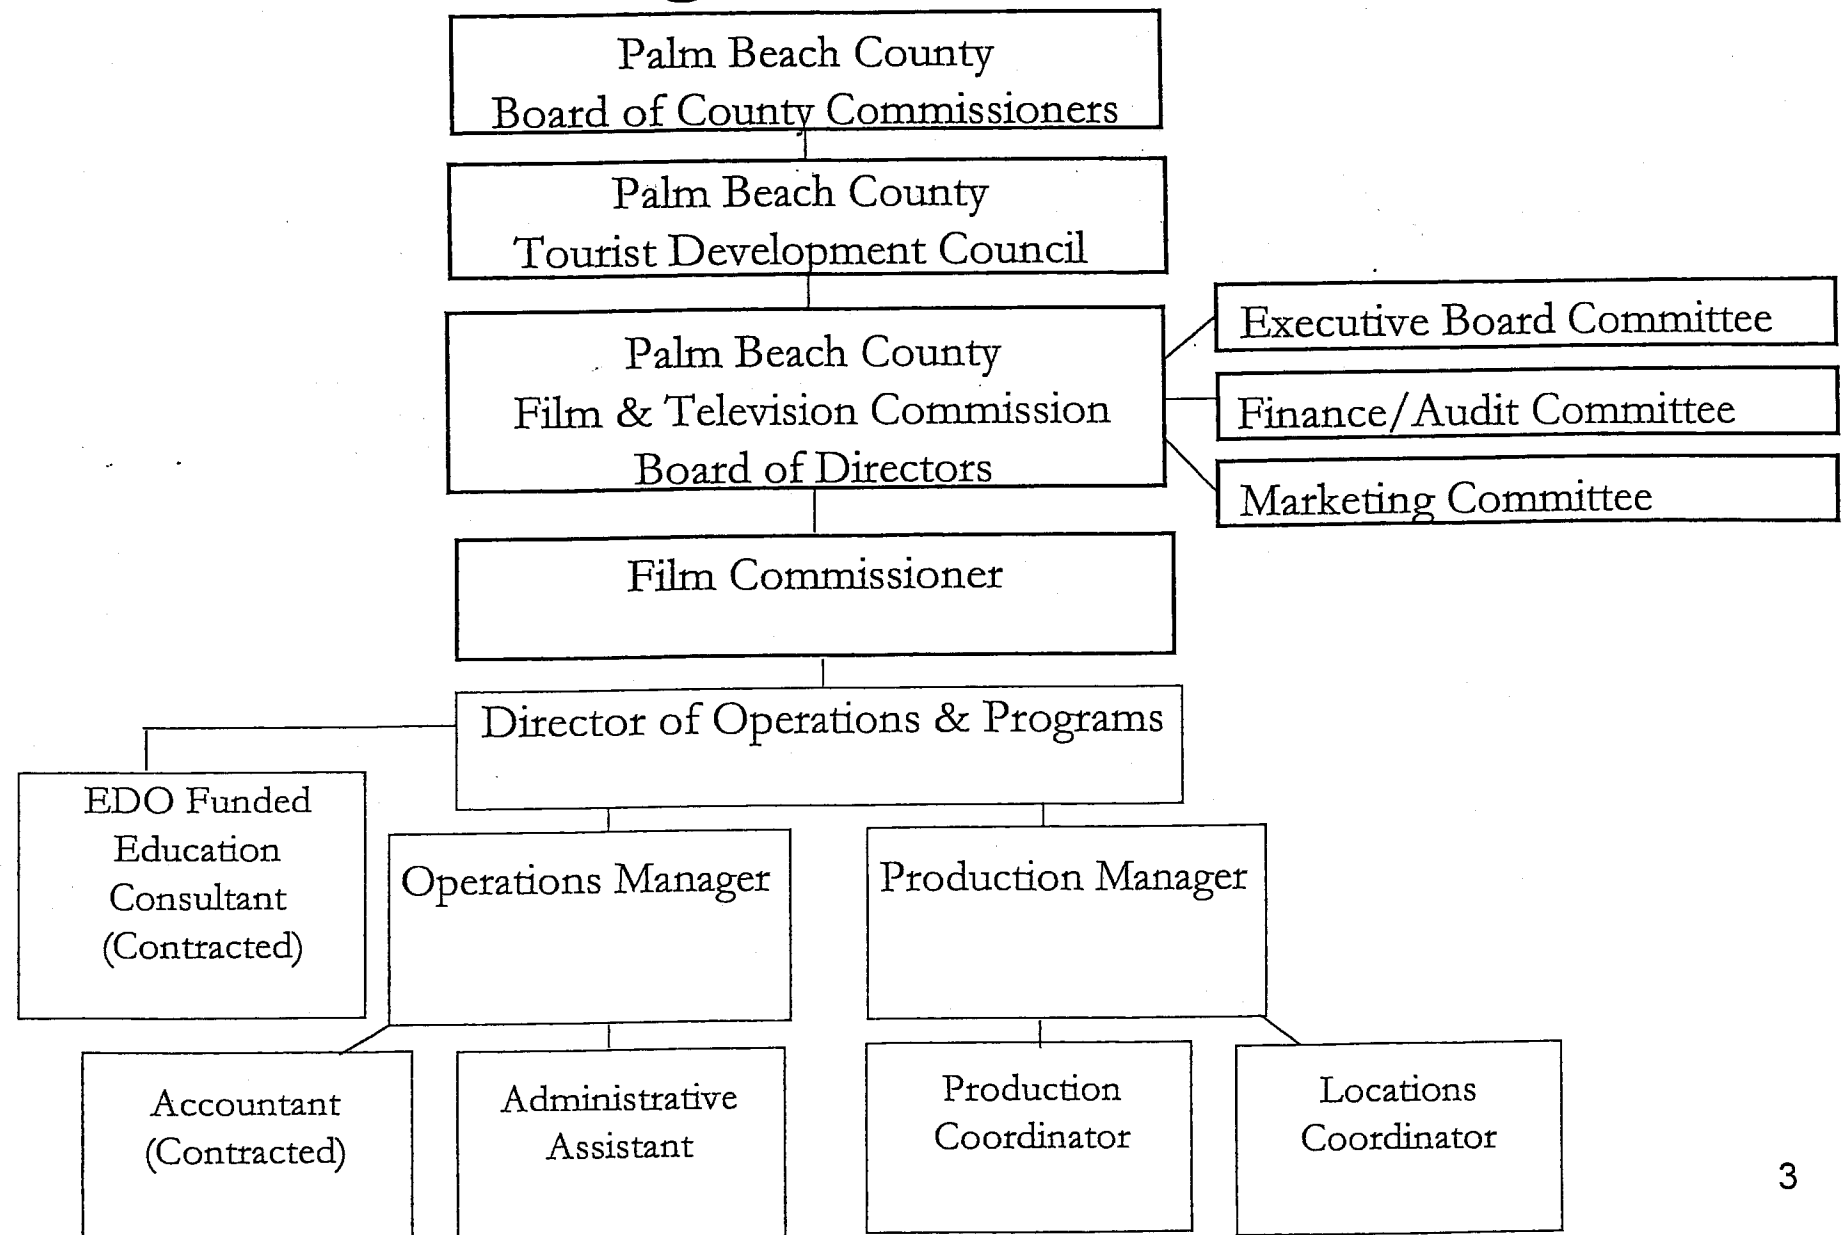 Palm Beach County
Board of County Commissioners
Palm Beach County
Tourist Development Council
Palm Beach County
Film & Television Commission
Board of Directors
Executive Board Committee
Finance/Audit Committee
Marketing Committee
Film Commissioner
Director of Operations & Programs
EDO Funded
Education
Consultant
(Contracted)
Operations Manager
Production Manager
Accountant
(Contracted)
Administrative
Assistant
Production
Coordinator
Locations
Coordinator
3